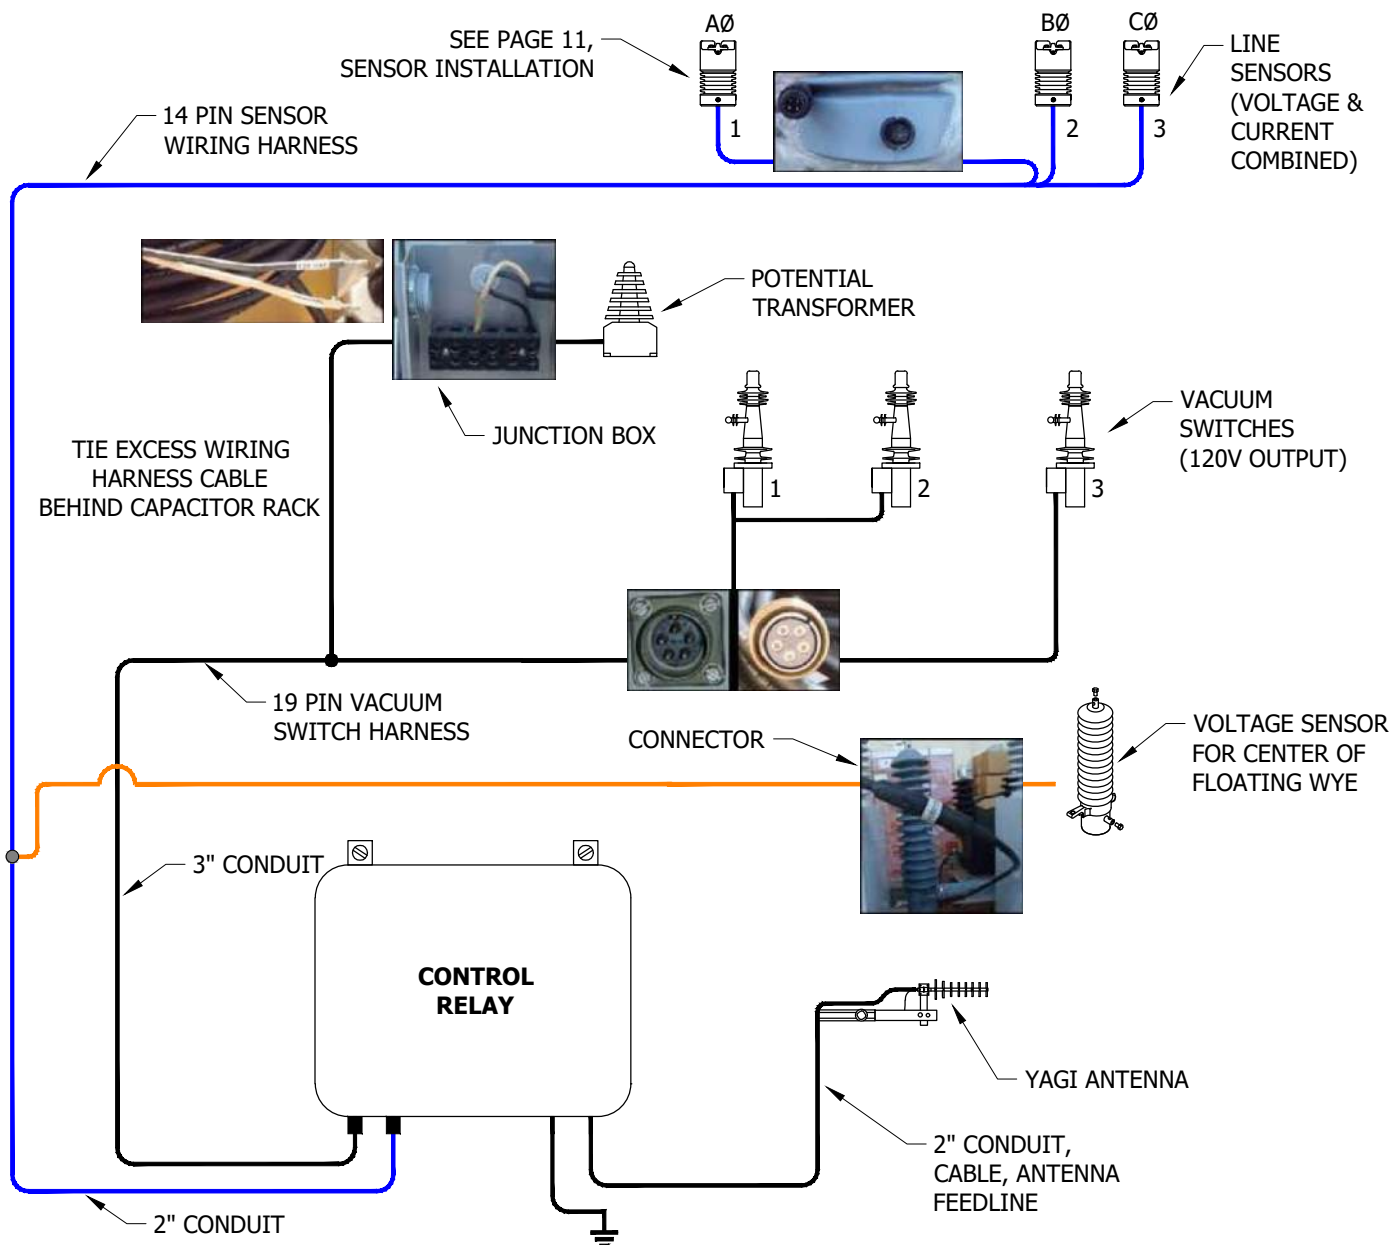 AØ
BØ
CØ
SEE PAGE 11,
SENSOR INSTALLATION
LINE
SENSORS
(VOLTAGE &
CURRENT
COMBINED)
1
2
3
14 PIN SENSOR
WIRING HARNESS
POTENTIAL
TRANSFORMER
JUNCTION BOX
TIE EXCESS WIRING
HARNESS CABLE
BEHIND CAPACITOR RACK
VACUUM
SWITCHES
(120V OUTPUT)
1
2
3
19 PIN VACUUM
SWITCH HARNESS
CONNECTOR
VOLTAGE SENSOR
FOR CENTER OF
FLOATING WYE
3" CONDUIT
CONTROL
RELAY
YAGI ANTENNA
2" CONDUIT,
CABLE, ANTENNA
FEEDLINE
2" CONDUIT